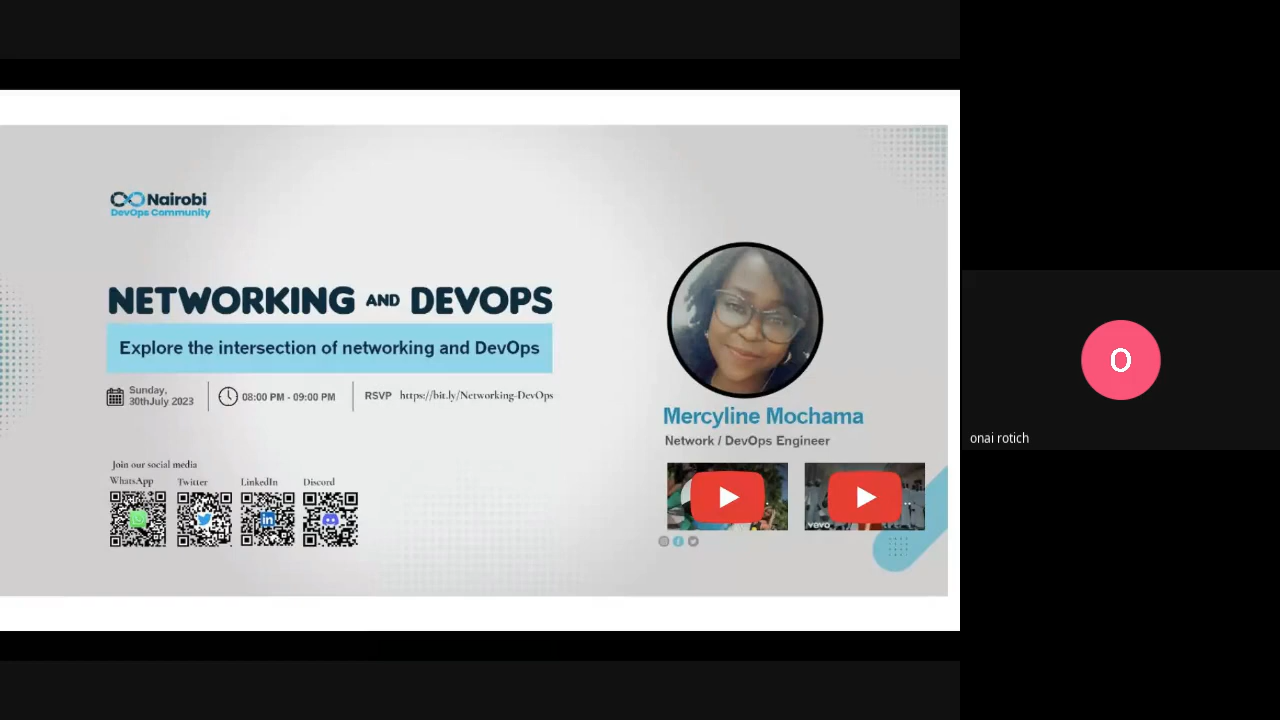 Nairobi
DevOps Community
NETWORKING AND DEVOPS
Explore the intersection of networking and DevOps
Sunday,
30thJuly 2023
08:00 PM - 09:00 PM
RSVP https://bit.ly/Networking-DevOps
Join our social media
WhatsApp Twitter LinkedIn Discord
Mercyline Mochama
Network / DevOps Engineer
vevo
O
onai rotich